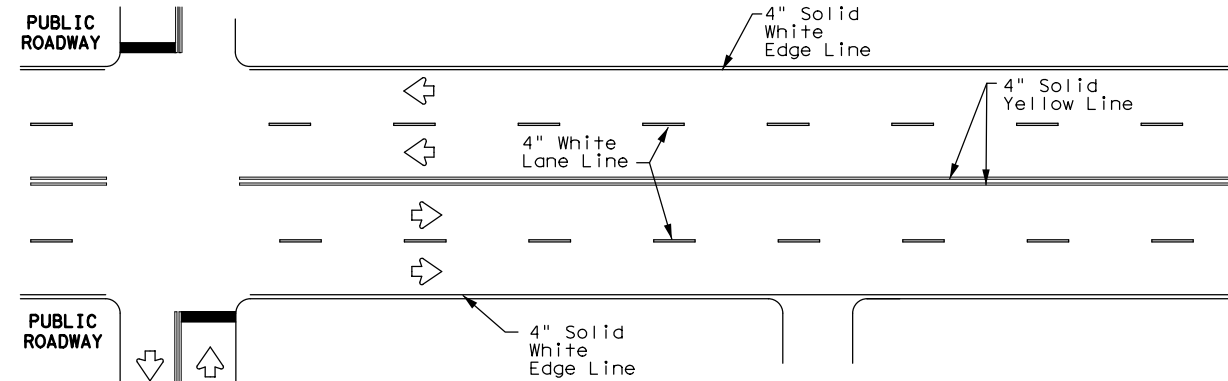 PUBLIC
ROADWAY
4" Solid
White
Edge Line
4" Solid
Yellow Line
4" White
Lane Line
PUBLIC
ROADWAY
4" Solid
White
Edge Line